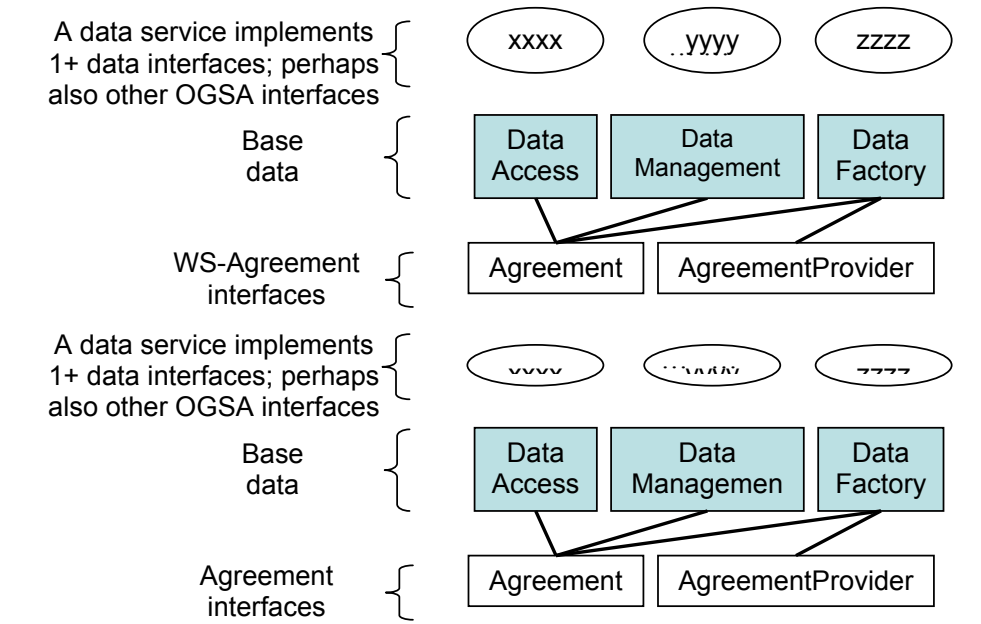 A data service implements
1+ data interfaces; perhaps
also other OGSA interfaces
xxxx
yyyy
zzzz
Base
data
Data
Access
Data
Management
Data
Factory
WS-Agreement
interfaces
Agreement
AgreementProvider
A data service implements
1+ data interfaces; perhaps
also other OGSA interfaces
Base
data
Data
Access
Data
Managemen
Data
Factory
Agreement
interfaces
Agreement
AgreementProvider